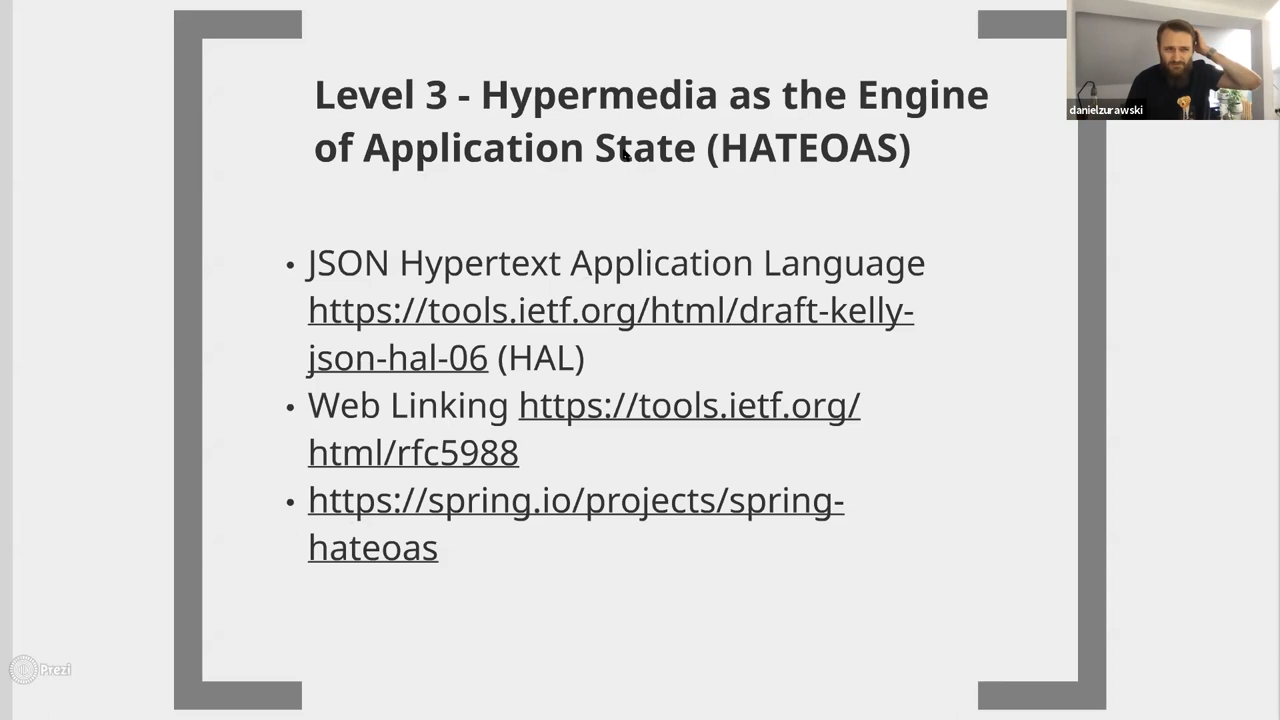 Level 3 - Hypermedia as the Engine
of Application State (HATEOAS)
danielzurawski
• JSON Hypertext Application Language
https://tools.ietf.org/html/draft-kelly-
json-hal-06 (HAL)
• Web Linking https://tools.ietf.org/
html/rfc5988
• https://spring.io/projects/spring-
hateoas
Prezi